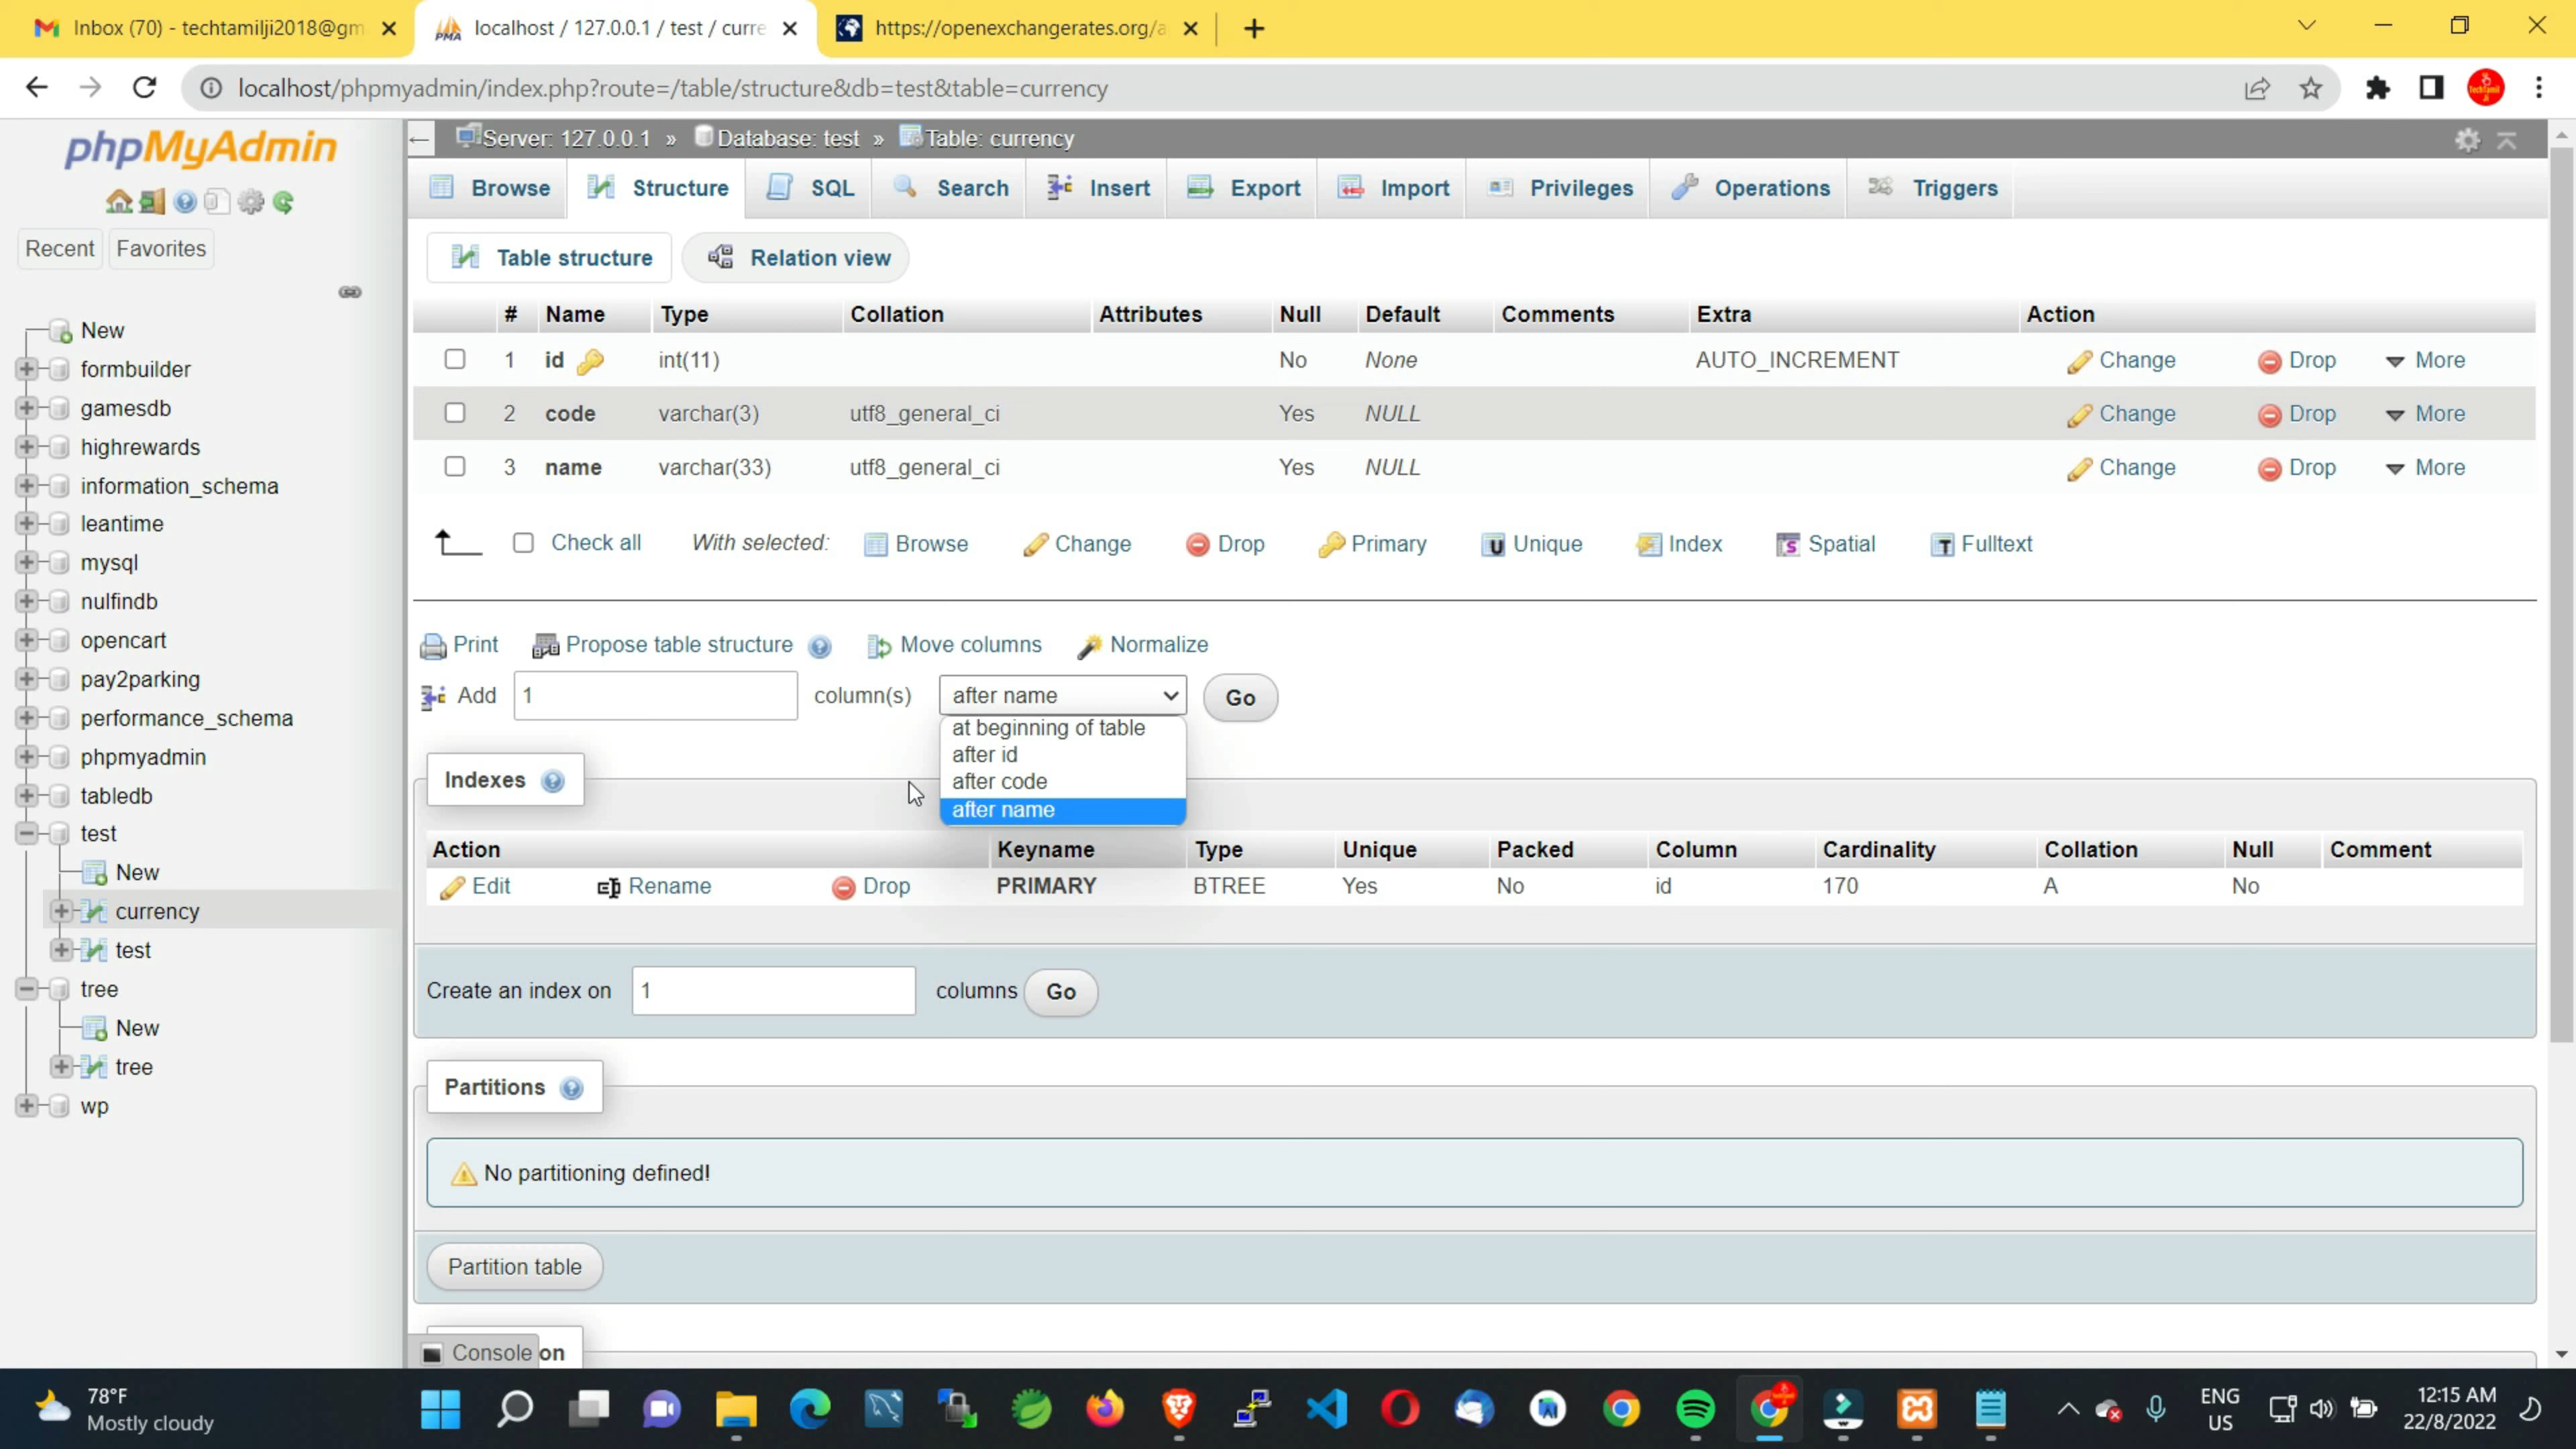 Inbox (70) - techtamilji2018@gm
localhost / 127.0.0.1 / test / curre
https://openexchangerates.org/a
localhost/phpmyadmin/index.php?route=/table/structure&db=test&table=currency
phpMyAdmin
Recent Favorites
New
formbuilder
gamesdb
highrewards
information_schema
leantime
mysql
nulfindb
opencart
pay2parking
performance_schema
phpmyadmin
tabledb
test
New
currency
test
tree
New
tree
wp
Server: 127.0.0.1 » Database: test » Table: currency
Browse Structure SQL Search Insert Export Import Privileges Operations Triggers
Table structure Relation view
# Name Type Collation Attributes Null Default Comments Extra Action
1 id int(11) No None AUTO_INCREMENT Change Drop More
2 code varchar(3) utf8_general_ci Yes NULL Change Drop More
3 name varchar(33) utf8_general_ci Yes NULL Change Drop More
Check all With selected: Browse Change Drop Primary Unique Index Spatial Fulltext
Print Propose table structure Move columns Normalize
Add 1 column(s) after name Go
at beginning of table
after id
after code
after name
Indexes
Action Keyname Type Unique Packed Column Cardinality Collation Null Comment
Edit Rename Drop PRIMARY BTREE Yes No id 170 A No
Create an index on 1 columns Go
Partitions
No partitioning defined!
Partition table
Console on
78°F
Mostly cloudy
ENG
US
12:15 AM
22/8/2022